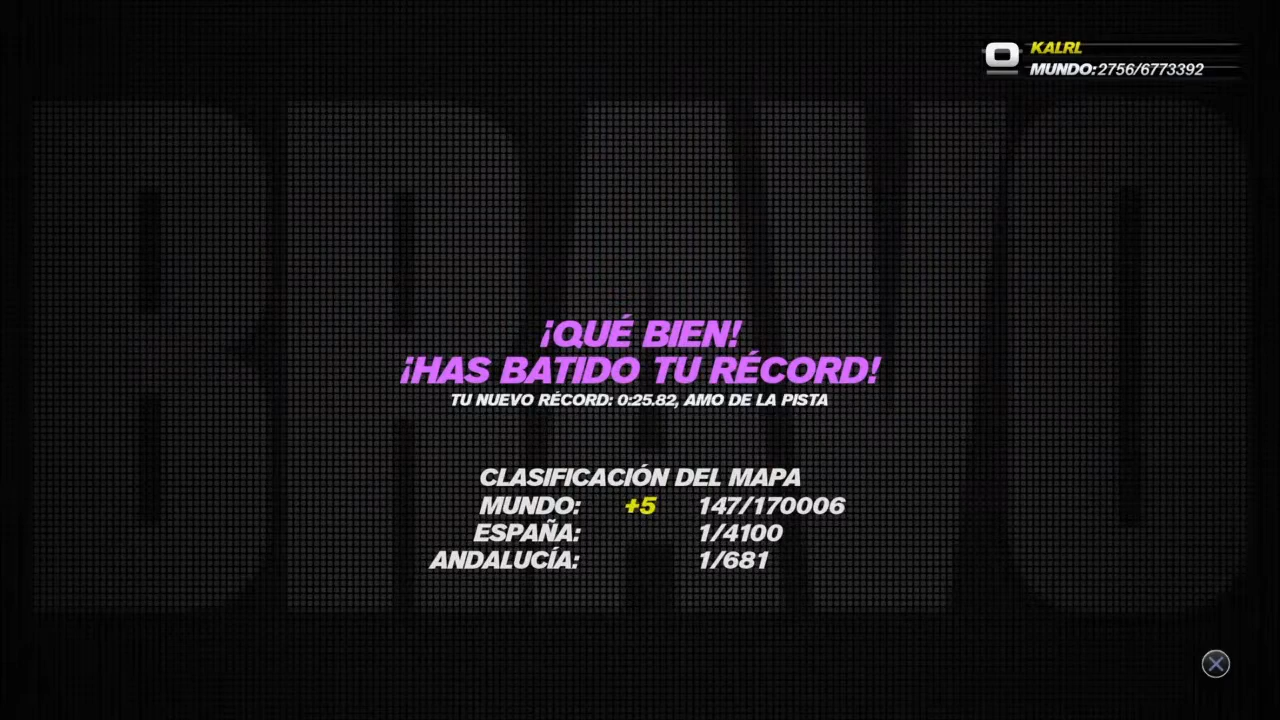 KALRL
MUNDO:2756/6773392
BRAVO
¡QUÉ BIEN!
¡HAS BATIDO TU RÉCORD!
TU NUEVO RÉCORD: 0:25.82, AMO DE LA PISTA
CLASIFICACIÓN DEL MAPA
MUNDO: +5 147/170006
ESPAÑA: 1/4100
ANDALUCÍA: 1/681